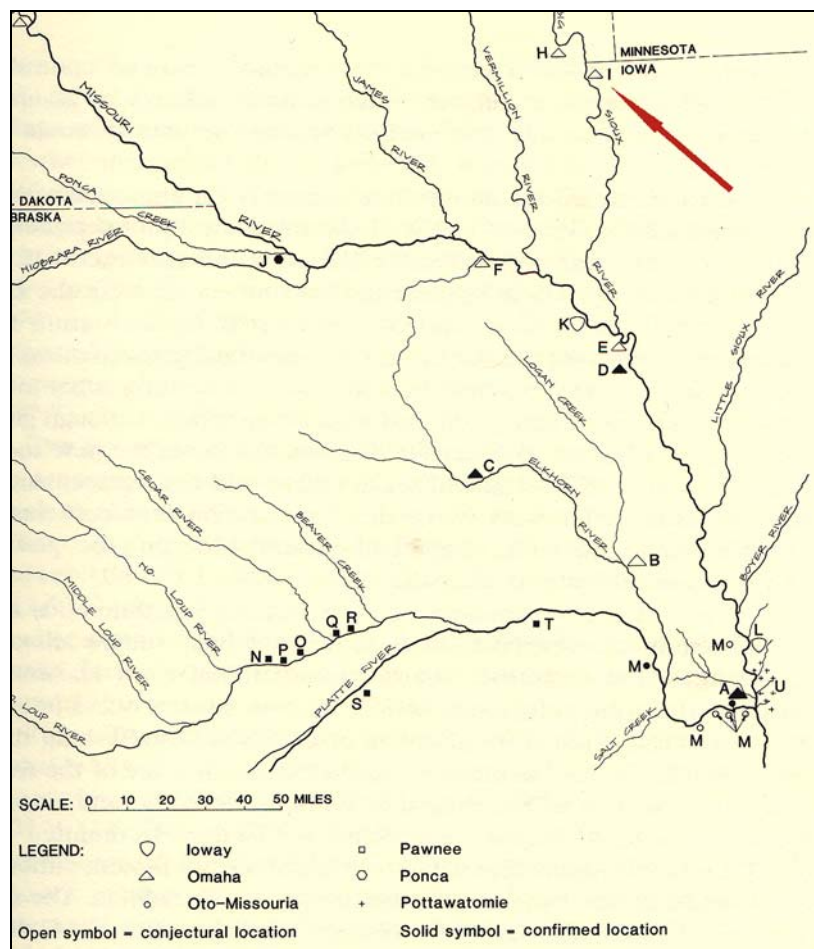 NG
H
MINNESOTA
IOWA
I
MISSOURI
JAMES
RIVER
VERMILLION
RIVER
SIOUX
RIVER
PONCA
CREEK
L DAKOTA
BRASKA
RIVER
NIOBRARA RIVER
J
F
K
E
D
LOGAN CREEK
LITTLE SIOUX
RIVER
C
ELKHORN
RIVER
B
CEDAR RIVER
BEAVER CREEK
NO. LOUP RIVER
MIDDLE
LOUP RIVER
LOUP RIVER
BOYER RIVER
N
P
O
Q
R
T
M
M
L
A
U
S
PLATTE RIVER
SALT CREEK
M
M
SCALE: 0 10 20 30 40 50 MILES
LEGEND: Ioway Pawnee
Omaha Ponca
Oto-Missouria Pottawatomie
Open symbol = conjectural location Solid symbol = confirmed location